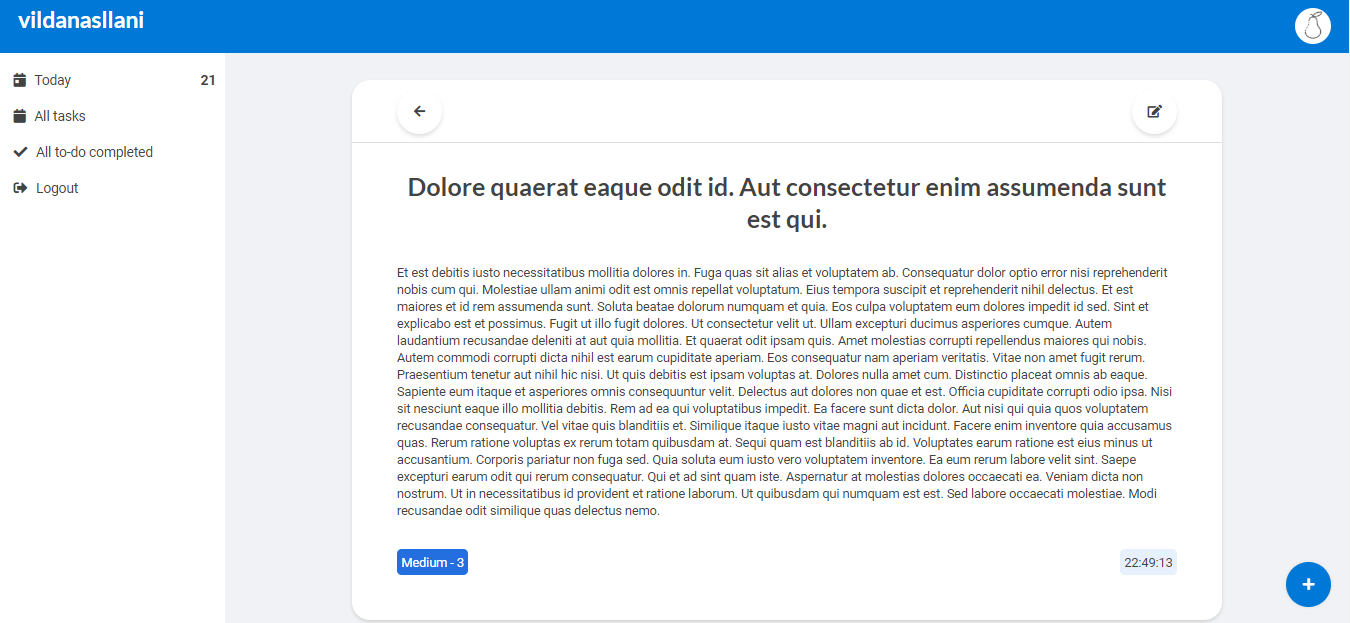 vildanasllani
Today 21
All tasks
All to-do completed
Logout
Dolore quaerat eaque odit id. Aut consectetur enim assumenda sunt
est qui.
Et est debitis iusto necessitatibus mollitia dolores in. Fuga quas sit alias et voluptatem ab. Consequatur dolor optio error nisi reprehenderit
nobis cum qui. Molestiae ullam animi odit est omnis repellat voluptatum. Eius tempora suscipit et reprehenderit nihil delectus. Et est
maiores et id rem assumenda sunt. Soluta beatae dolorum numquam et quia. Eos culpa voluptatem eum dolores impedit id sed. Sint et
explicabo est et possimus. Fugit ut illo fugit dolores. Ut consectetur velit ut. Ullam excepturi ducimus asperiores cumque. Autem
laudantium recusandae deleniti at aut quia mollitia. Et quaerat odit ipsam quis. Amet molestias corrupti repellendus maiores qui nobis.
Autem commodi corrupti dicta nihil est earum cupiditate aperiam. Eos consequatur nam aperiam veritatis. Vitae non amet fugit rerum.
Praesentium tenetur aut nihil hic nisi. Ut quis debitis est ipsam voluptas at. Dolores nulla amet cum. Distinctio placeat omnis ab eaque.
Sapiente eum itaque et asperiores omnis consequuntur velit. Delectus aut dolores non quae et est. Officia cupiditate corrupti odio ipsa. Nisi
sit nesciunt eaque illo mollitia debitis. Rem ad ea qui voluptatibus impedit. Ea facere sunt dicta dolor. Aut nisi qui quia quos voluptatem
recusandae consequatur. Vel vitae quis blanditiis et. Similique itaque iusto vitae magni aut incidunt. Facere enim inventore quia accusamus
quas. Rerum ratione voluptas ex rerum totam quibusdam at. Sequi quam est blanditiis ab id. Voluptates earum ratione est eius minus ut
accusantium. Corporis pariatur non fuga sed. Quia soluta eum iusto vero voluptatem inventore. Ea eum rerum labore velit sint. Saepe
excepturi earum odit qui rerum consequatur. Qui et ad sint quam iste. Aspernatur at molestias dolores occaecati ea. Veniam dicta non
nostrum. Ut in necessitatibus id provident et ratione laborum. Ut quibusdam qui numquam est est. Sed labore occaecati molestiae. Modi
recusandae odit similique quas delectus nemo.
Medium - 3
22:49:13